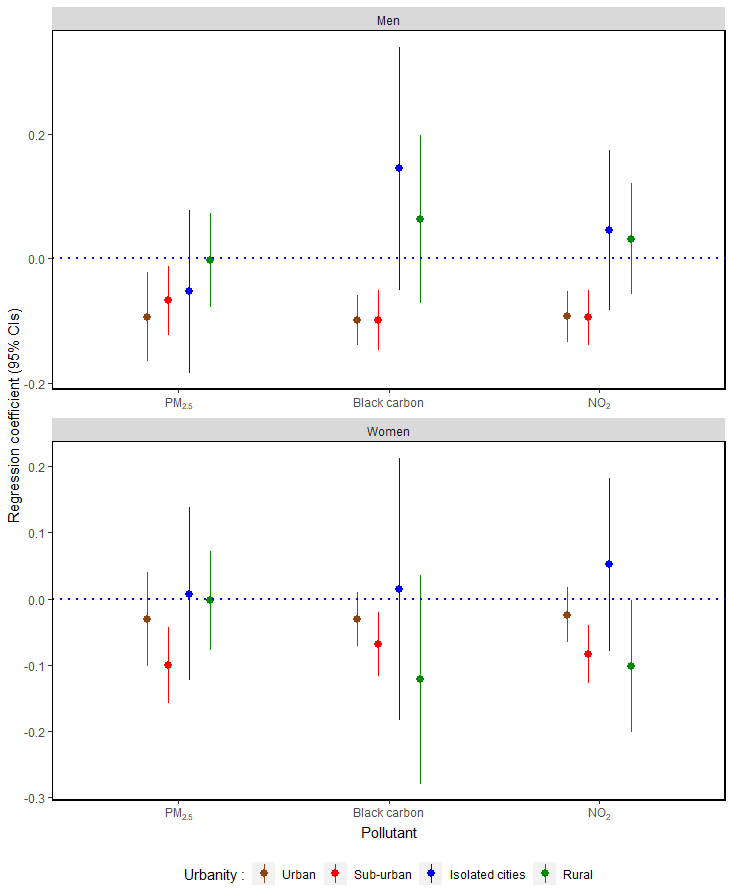 Men
0.2
0.0
-0.2
PM2.5 Black carbon NO2
Women
0.2
0.1
0.0
-0.1
-0.2
-0.3
PM2.5 Black carbon NO2
Pollutant
Regression coefficient (95% CIs)
Urbanity : Urban Sub-urban Isolated cities Rural